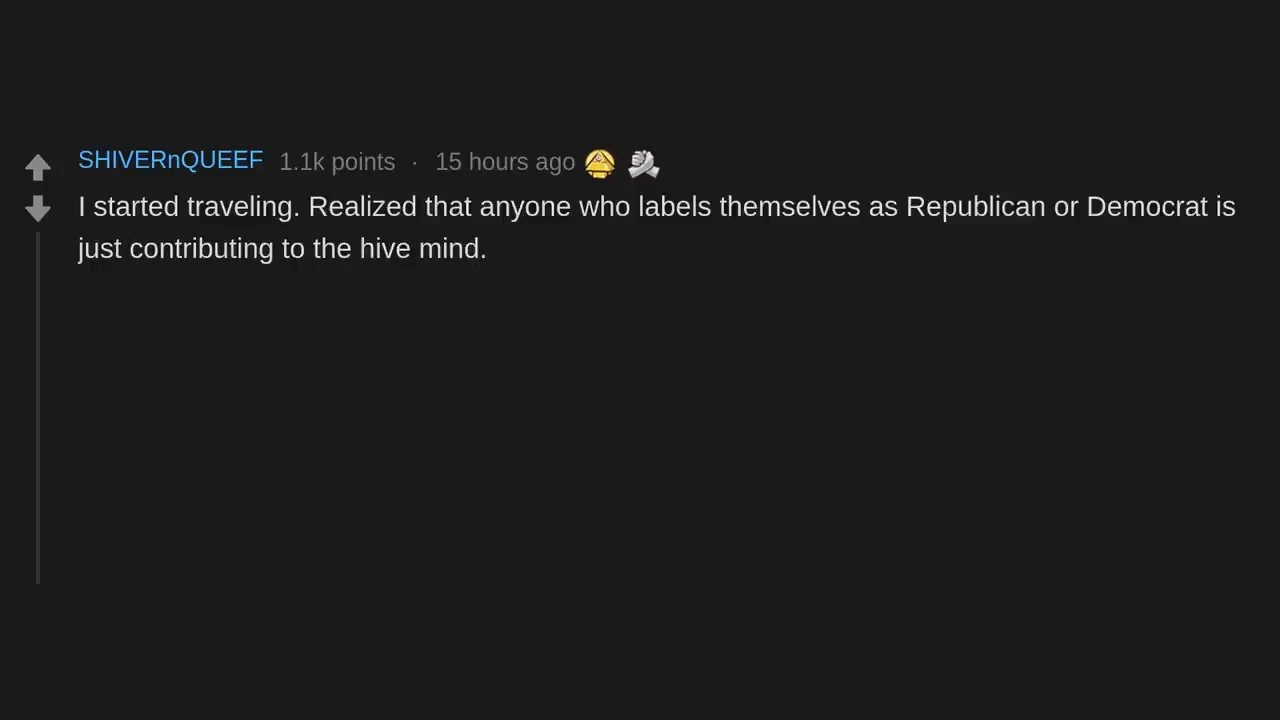 SHIVERnQUEEF 1.1k points · 15 hours ago
I started traveling. Realized that anyone who labels themselves as Republican or Democrat is
just contributing to the hive mind.